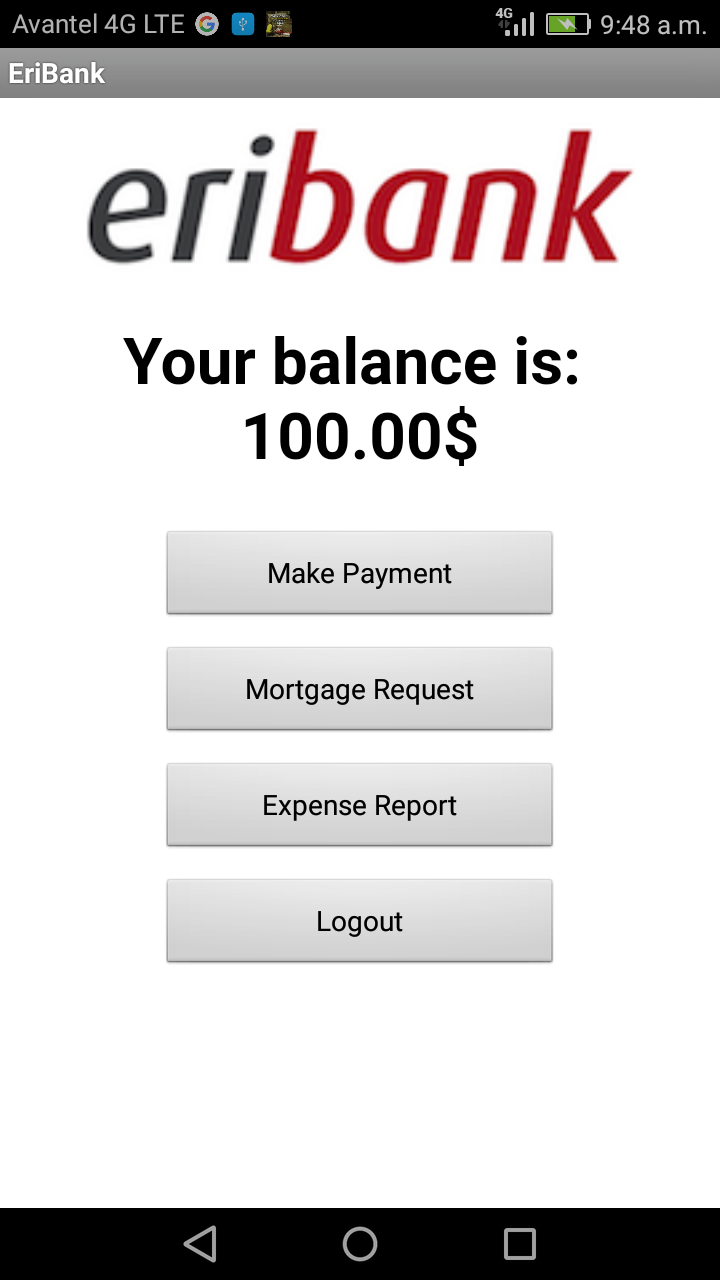 Avantel 4G LTE 4G 9:48 a.m.
EriBank
eribank
Your balance is:
100.00$
Make Payment
Mortgage Request
Expense Report
Logout